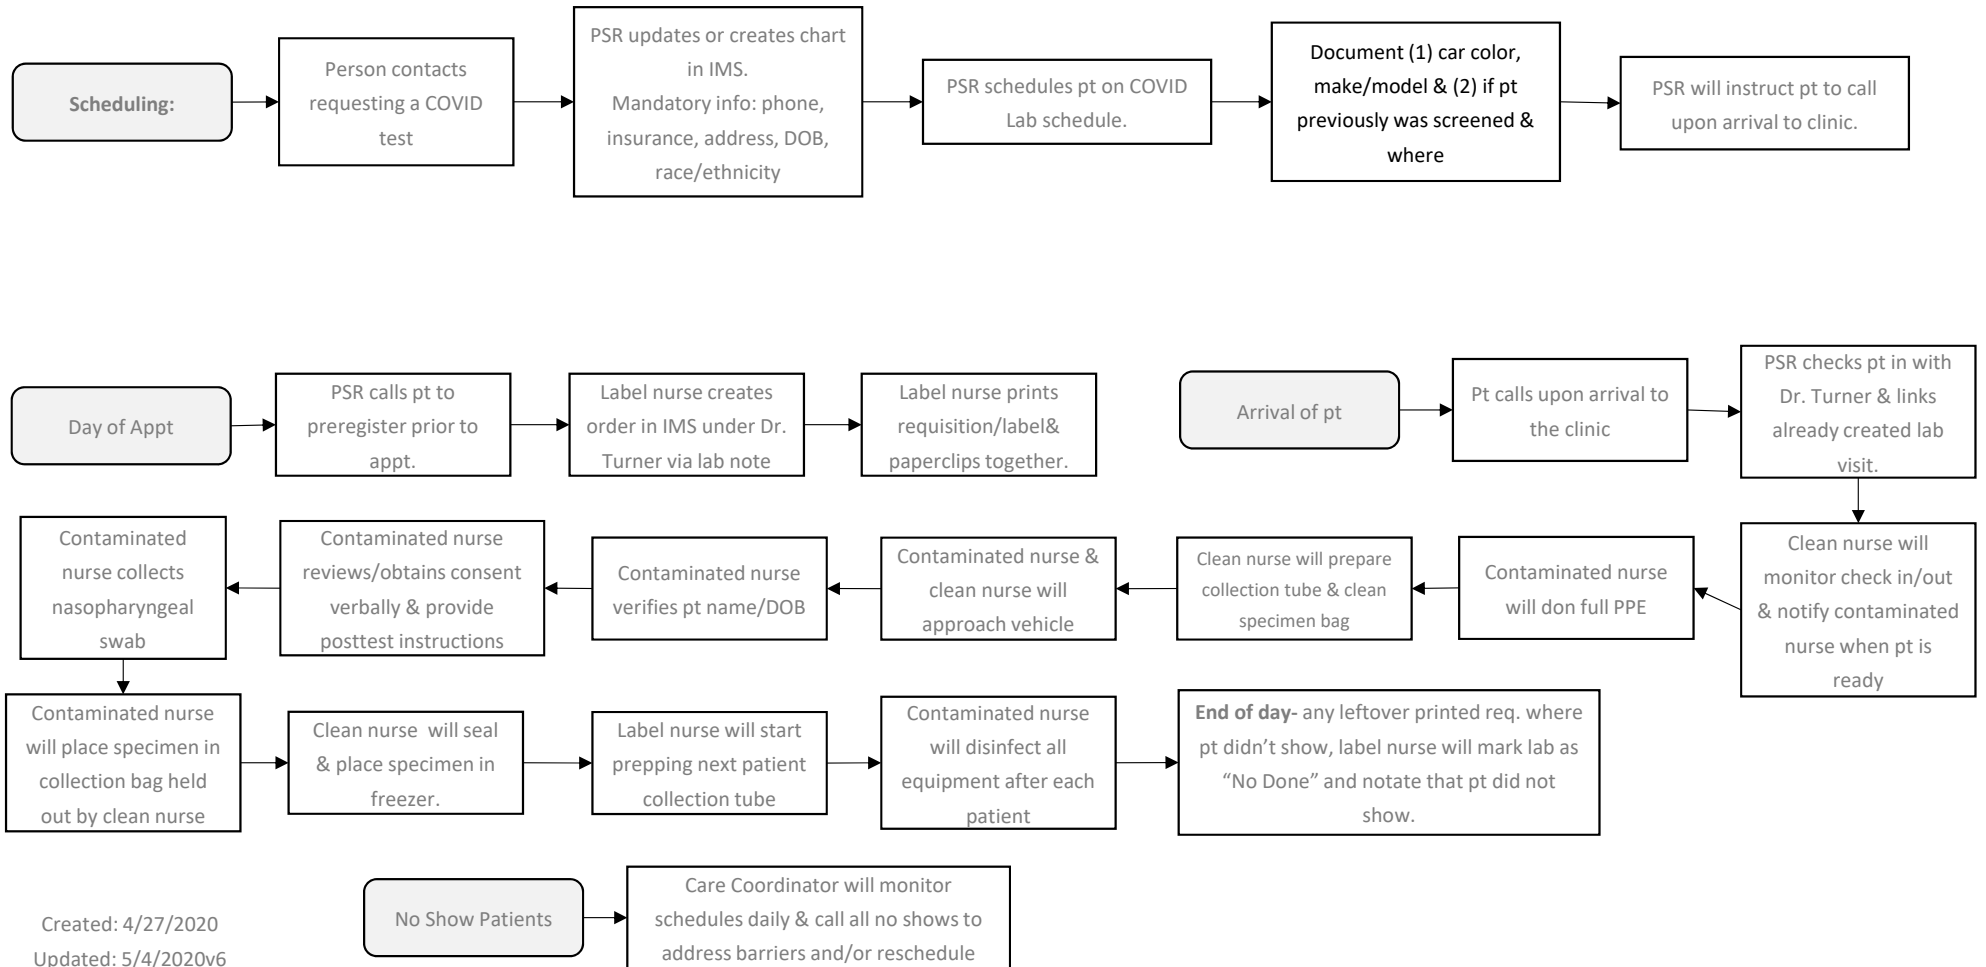 Scheduling:
Person contacts
requesting a COVID
test
PSR updates or creates chart
in IMS.
Mandatory info: phone,
insurance, address, DOB,
race/ethnicity
PSR schedules pt on COVID
Lab schedule.
Document (1) car color,
make/model & (2) if pt
previously was screened &
where
PSR will instruct pt to call
upon arrival to clinic.
Day of Appt
PSR calls pt to
preregister prior to
appt.
Label nurse creates
order in IMS under Dr.
Turner via lab note
Label nurse prints
requisition/label&
paperclips together.
Arrival of pt
Pt calls upon arrival to
the clinic
PSR checks pt in with
Dr. Turner & links
already created lab
visit.
Clean nurse will
monitor check in/out
& notify contaminated
nurse when pt is
ready
Contaminated nurse
will don full PPE
Clean nurse will prepare
collection tube & clean
specimen bag
Contaminated nurse &
clean nurse will
approach vehicle
Contaminated nurse
verifies pt name/DOB
Contaminated nurse
reviews/obtains consent
verbally & provide
posttest instructions
Contaminated
nurse collects
nasopharyngeal
swab
Contaminated nurse
will place specimen in
collection bag held
out by clean nurse
Clean nurse will seal
& place specimen in
freezer.
Label nurse will start
prepping next patient
collection tube
Contaminated nurse
will disinfect all
equipment after each
patient
End of day- any leftover printed req. where
pt didn’t show, label nurse will mark lab as
“No Done” and notate that pt did not
show.
No Show Patients
Care Coordinator will monitor
schedules daily & call all no shows to
address barriers and/or reschedule
Created: 4/27/2020
Updated: 5/4/2020v6